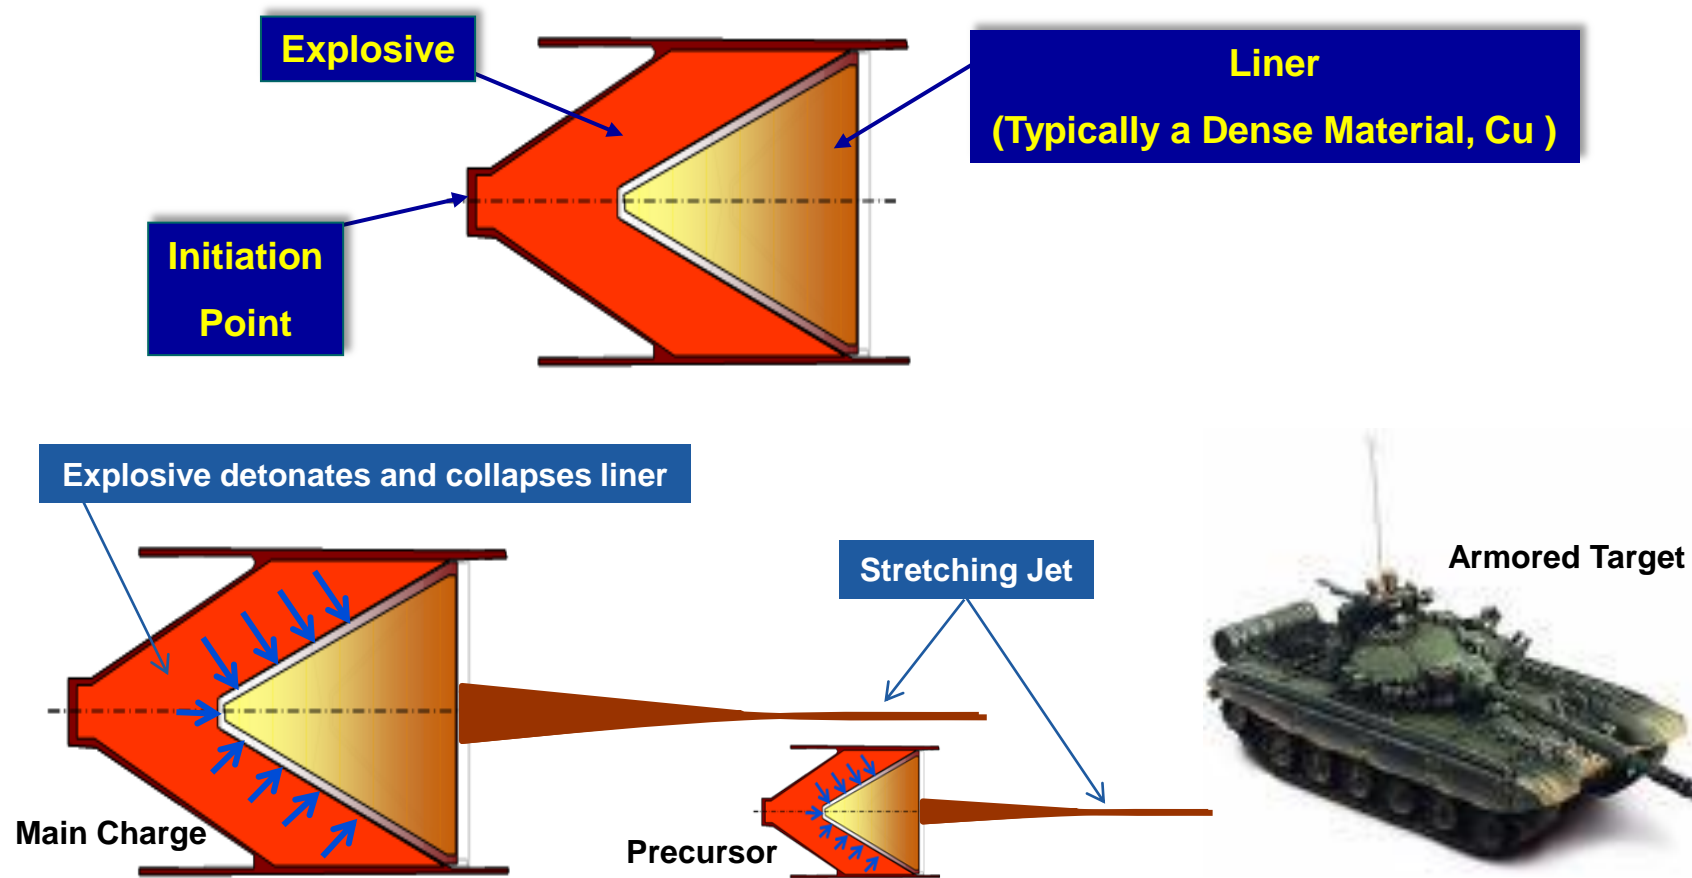 Explosive
Liner
(Typically a Dense Material, Cu )
Initiation
Point
Explosive detonates and collapses liner
Stretching Jet
Armored Target
Main Charge
Precursor